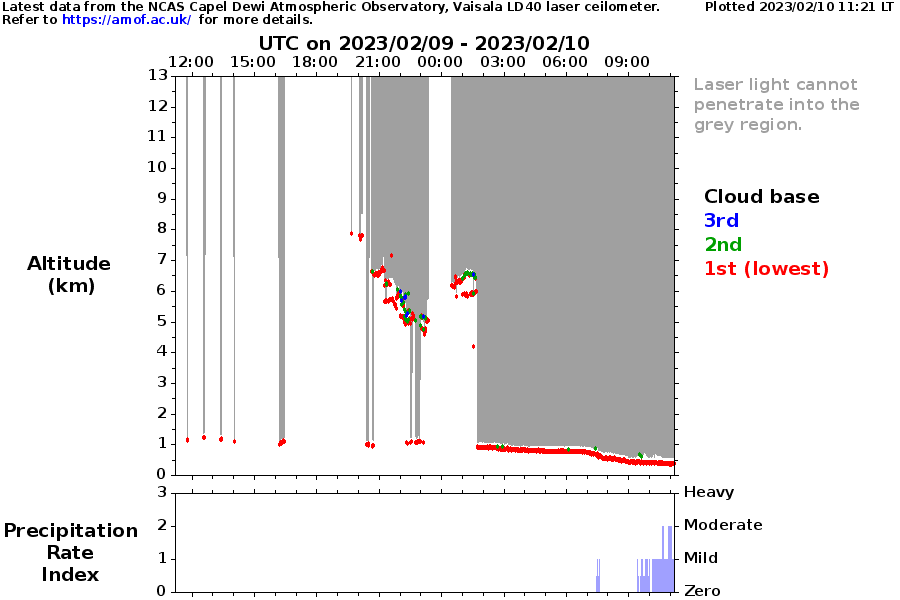 Latest data from the NCAS Capel Dewi Atmospheric Observatory, Vaisala LD40 laser ceilometer. Plotted 2023/02/10 11:21 LT
Refer to https://amof.ac.uk/ for more details.
UTC on 2023/02/09 - 2023/02/10
12:00 15:00 18:00 21:00 00:00 03:00 06:00 09:00
13
12
11
10
9
8
7
6
5
4
3
2
1
0
Altitude
(km)
Laser light cannot
penetrate into the
grey region.
Cloud base
3rd
2nd
1st (lowest)
3 Heavy
2 Moderate
1 Mild
0 Zero
Precipitation
Rate
Index